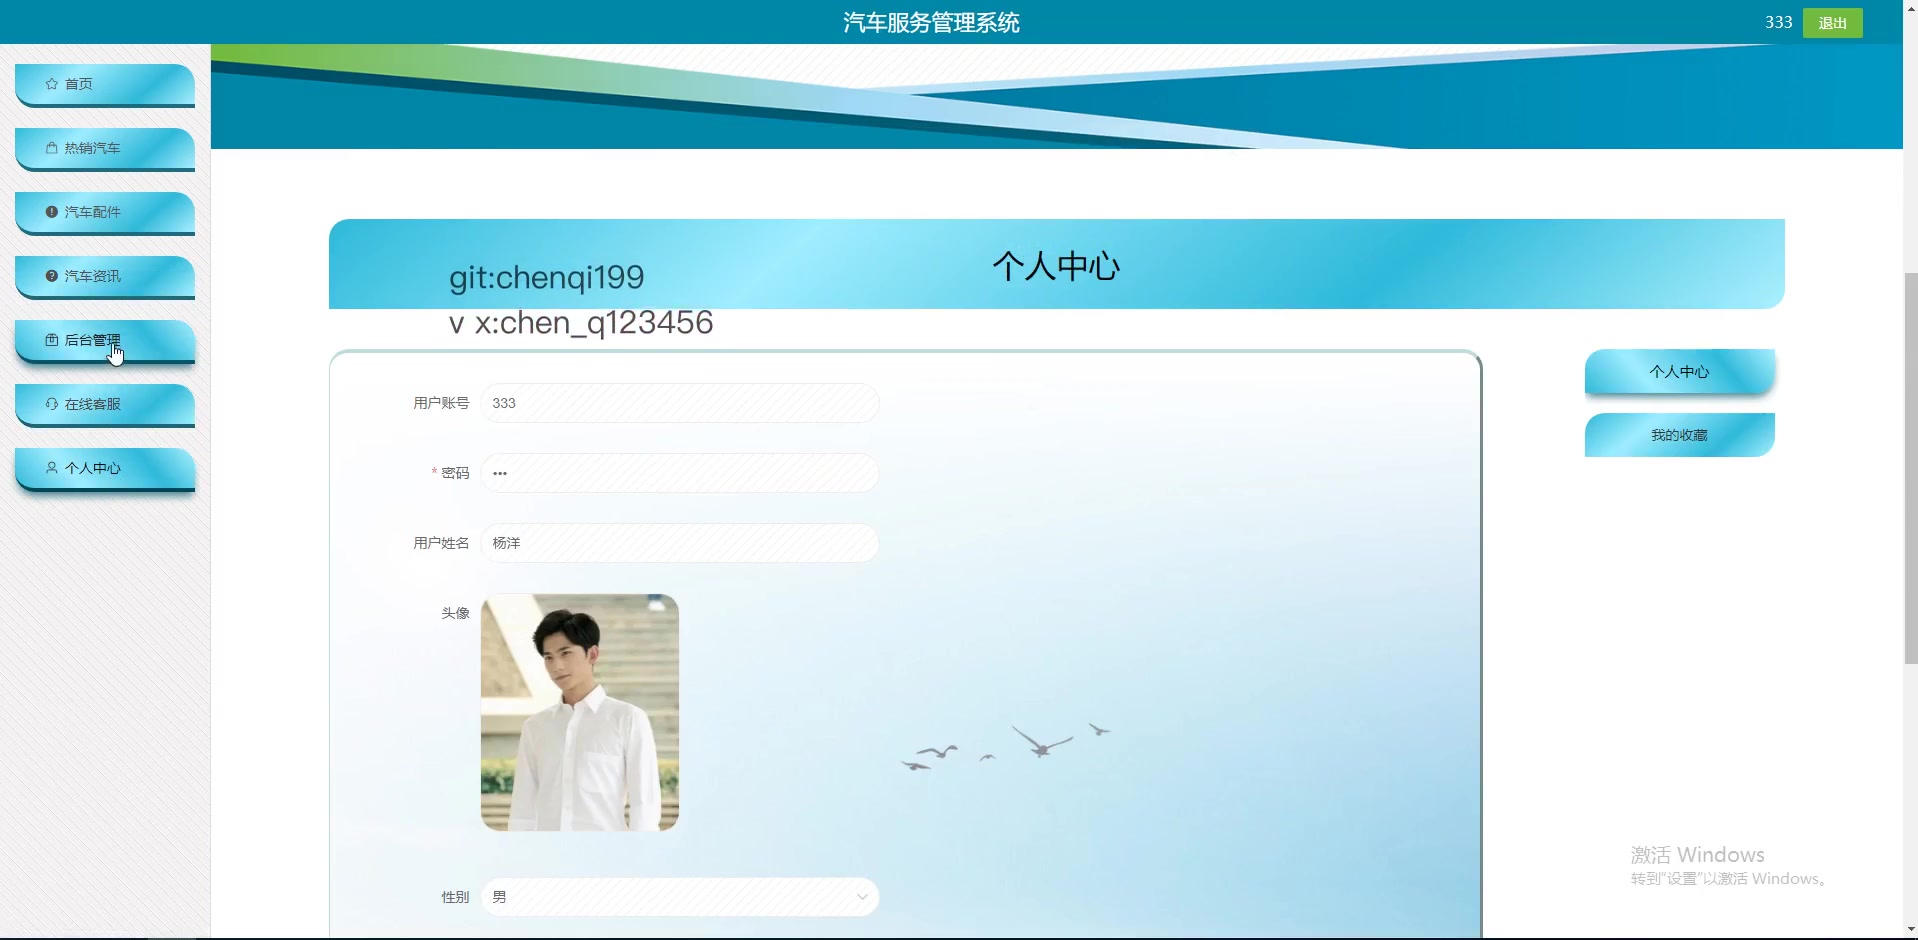 汽车服务管理系统
333
退出
首页
热销汽车
汽车配件
汽车资讯
后台管理
在线客服
个人中心
个人中心
git:chenqi199
v x:chen_q123456
用户账号 333
* 密码 •••
用户姓名 杨洋
头像
性别 男
个人中心
我的收藏
激活 Windows
转到“设置”以激活 Windows。